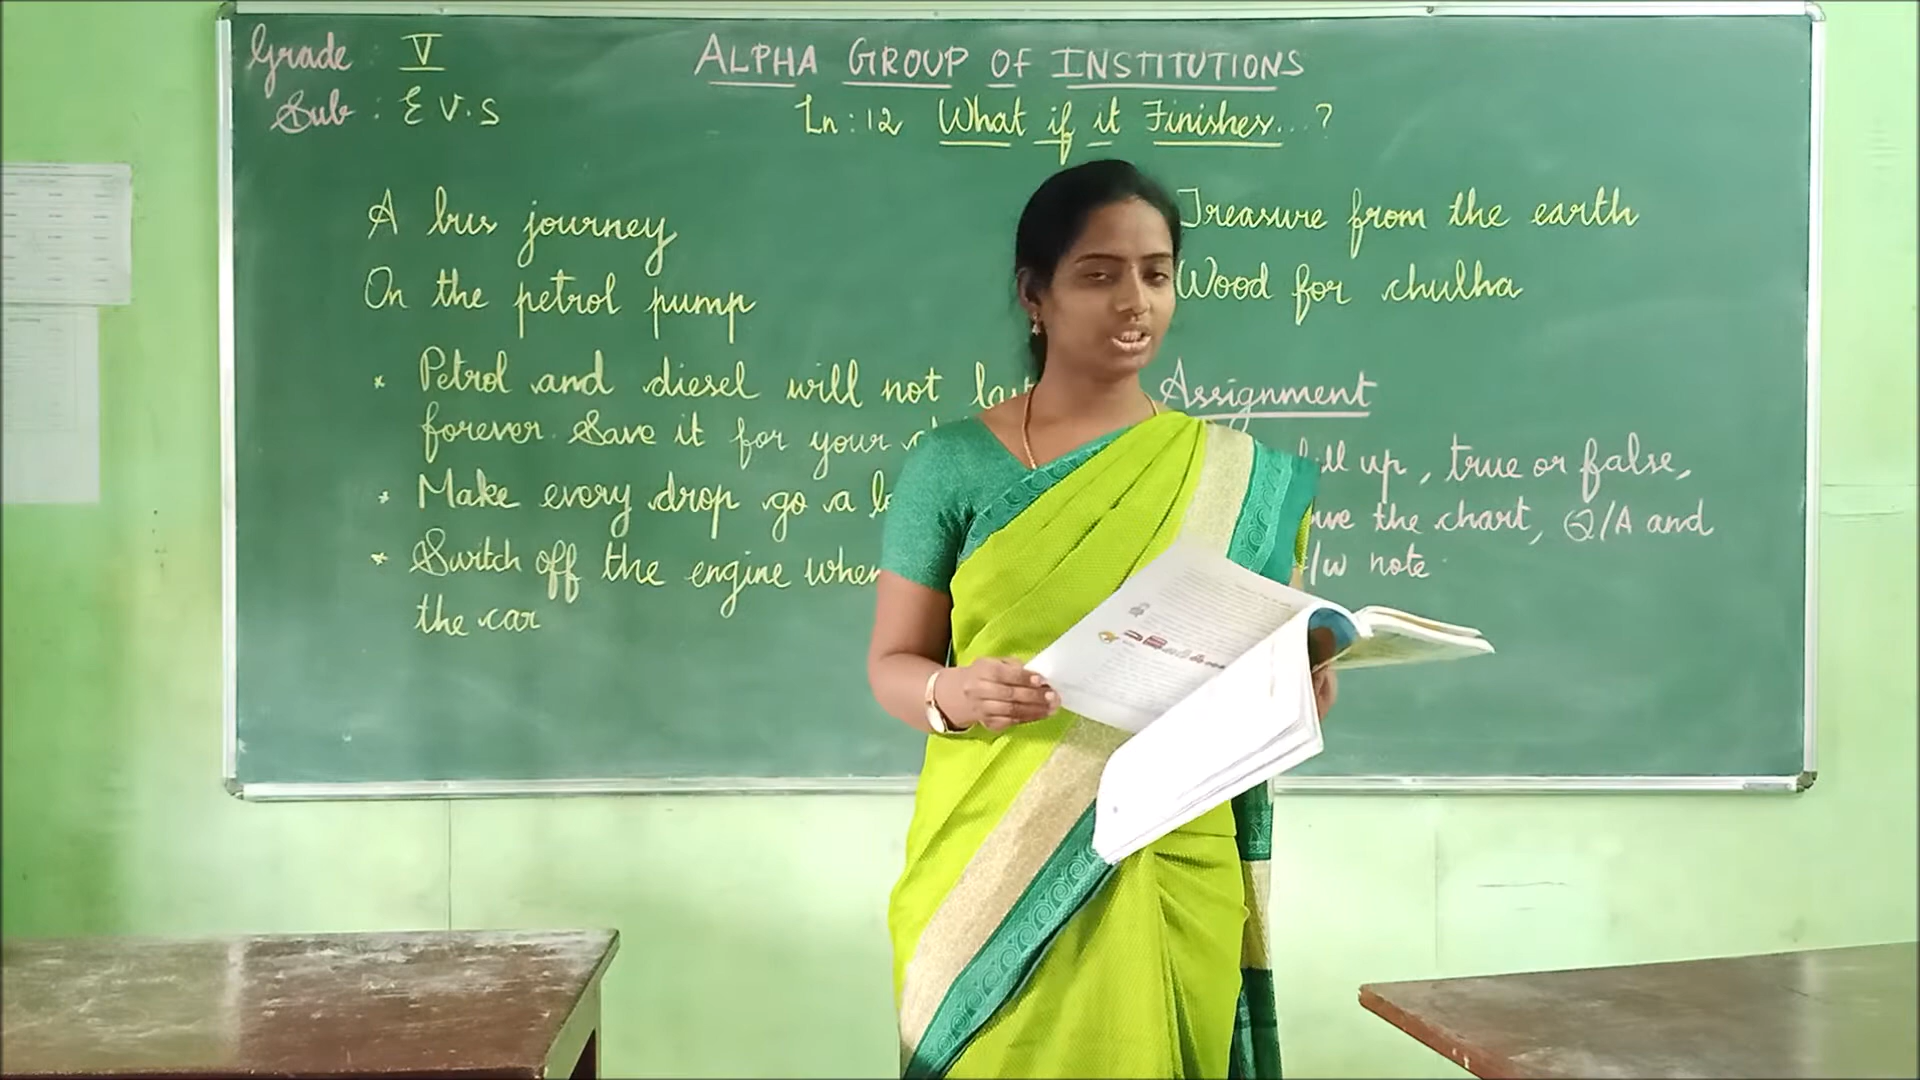 Grade : V
Sub : E V.S
ALPHA GROUP OF INSTITUTIONS
Ln : 12 What if it Finishes...?
A bus journey
On the petrol pump
* Petrol and diesel will not
forever. Save it for your
* Make every drop go a
* Switch off the engine when
the car
Treasure from the earth
Wood for chulha
Assignment
up, true or false,
the chart, Q/A and
/w note